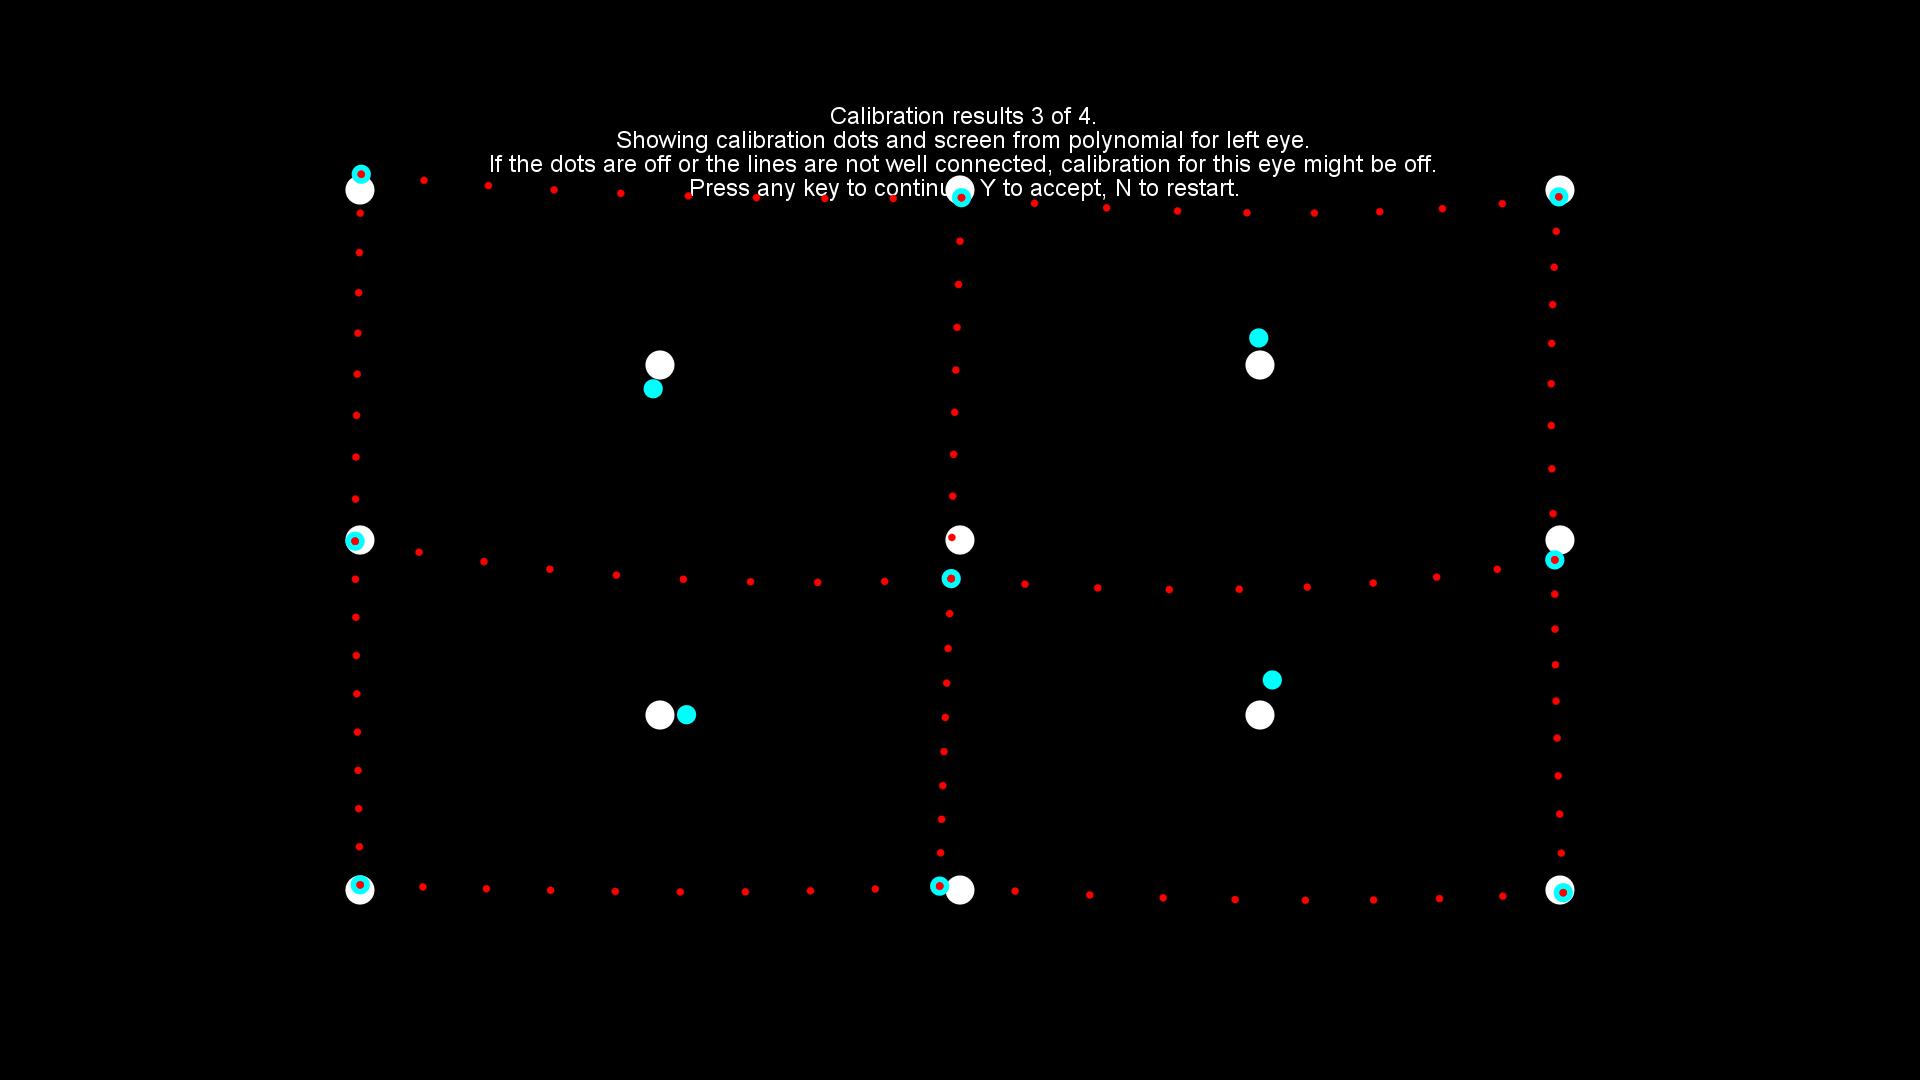 Calibration results 3 of 4.
Showing calibration dots and screen from polynomial for left eye.
If the dots are off or the lines are not well connected, calibration for this eye might be off.
Press any key to continue, Y to accept, N to restart.